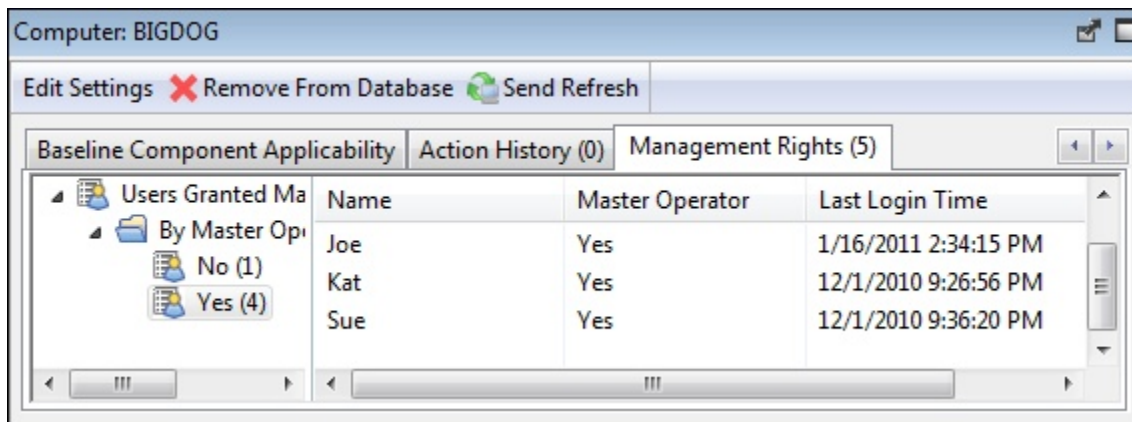 Computer: BIGDOG
Edit Settings Remove From Database Send Refresh
Baseline Component Applicability Action History (0) Management Rights (5)
Users Granted Ma
By Master Op
No (1)
Yes (4)
Name Master Operator Last Login Time
Joe Yes 1/16/2011 2:34:15 PM
Kat Yes 12/1/2010 9:26:56 PM
Sue Yes 12/1/2010 9:36:20 PM